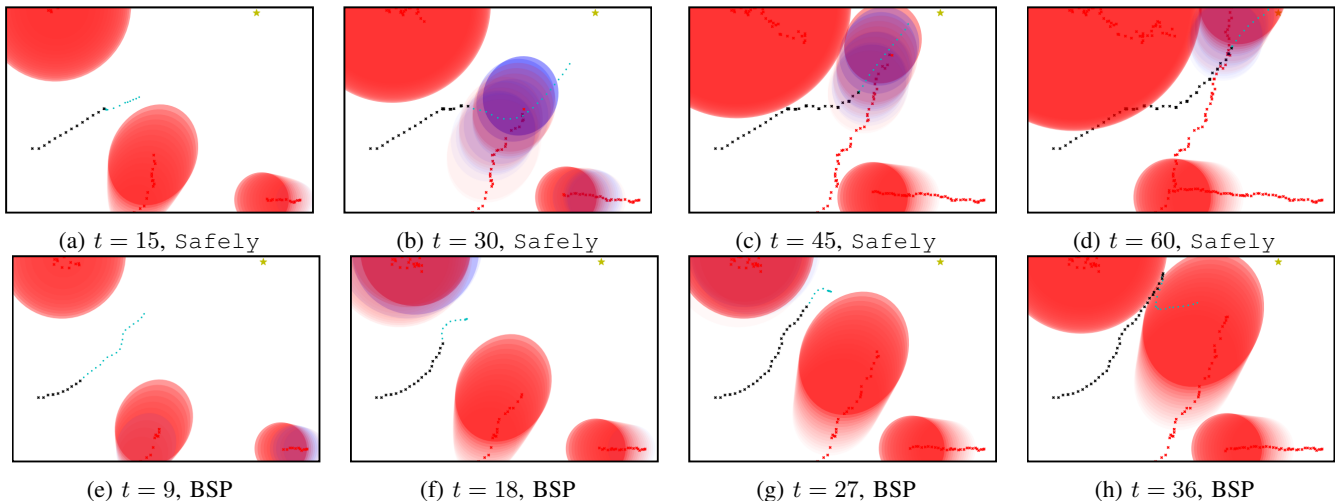 (a) t = 15, Safely (b) t = 30, Safely (c) t = 45, Safely (d) t = 60, Safely
(e) t = 9, BSP (f) t = 18, BSP (g) t = 27, BSP (h) t = 36, BSP